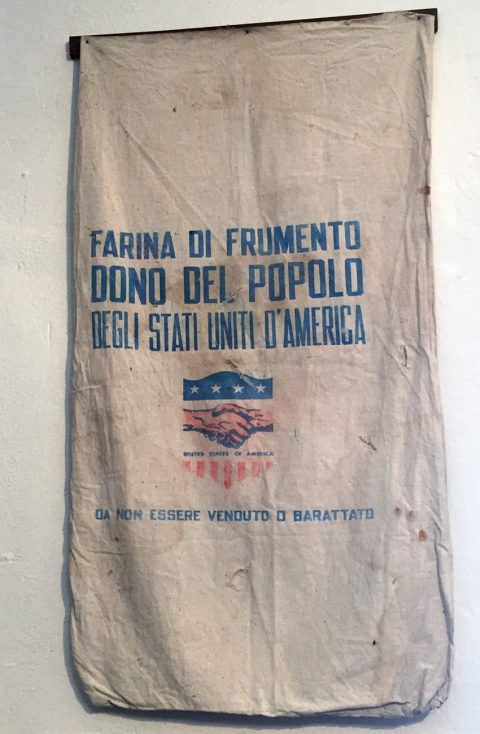 FARINA DI FRUMENTO
DONO DEL POPOLO
DEGLI STATI UNITI D'AMERICA
UNITED STATES OF AMERICA
DA NON ESSERE VENDUTO O BARATTATO